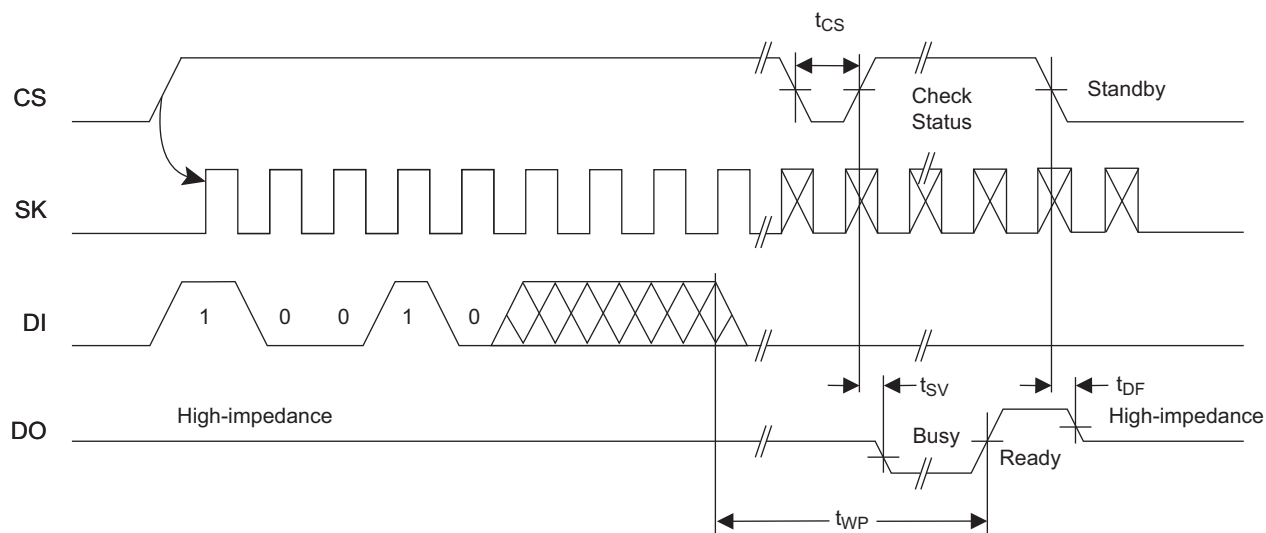 tCS
CS
Check
Status
Standby
SK
DI
1 0 0 1 0
tSV
tDF
DO
High-impedance
Busy
Ready
High-impedance
tWP